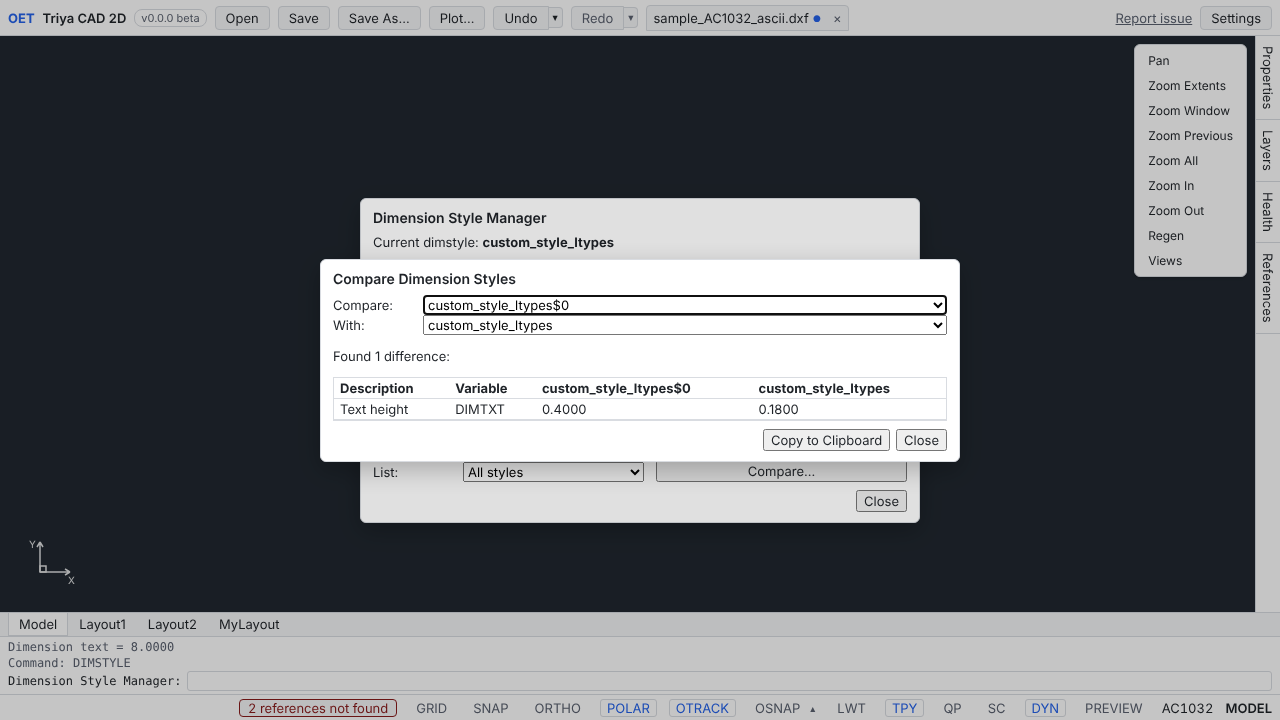 OET Triya CAD 2D v0.0.0 beta Open Save Save As... Plot... Undo ▾ Redo ▾ sample_AC1032_ascii.dxf ● × Report issue Settings
Pan
Zoom Extents
Zoom Window
Zoom Previous
Zoom All
Zoom In
Zoom Out
Regen
Views
Properties
Layers
Health
References
Dimension Style Manager
Current dimstyle: custom_style_ltypes
Compare Dimension Styles
Compare: custom_style_ltypes$0
With: custom_style_ltypes
Found 1 difference:
Description Variable custom_style_ltypes$0 custom_style_ltypes
Text height DIMTXT 0.4000 0.1800
Copy to Clipboard Close
List: All styles Compare...
Close
Y
X
Model Layout1 Layout2 MyLayout
Dimension text = 8.0000
Command: DIMSTYLE
Dimension Style Manager:
2 references not found GRID SNAP ORTHO POLAR OTRACK OSNAP ▲ LWT TPY QP SC DYN PREVIEW AC1032 MODEL